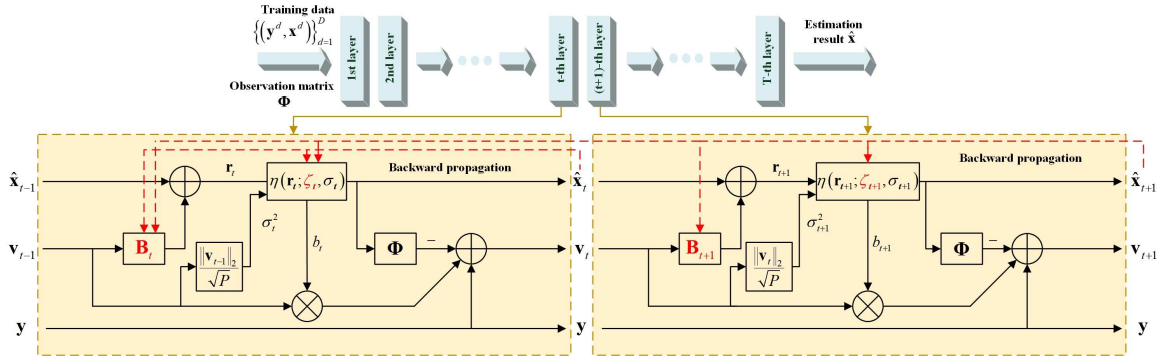 Training data
{(y^d, x^d)}_{d=1}^D
Observation matrix
Φ
1st layer
2nd layer
t-th layer
(t+1)-th layer
T-th layer
Estimation
result x̂
Backward propagation
x̂_{t-1}
r_t
η(r_t; ζ_t, σ_t)
x̂_t
σ_t^2
b_t
v_{t-1}
B_t
‖v_{t-1}‖_2
√P
Φ
−
v_t
y
y
Backward propagation
r_{t+1}
η(r_{t+1}; ζ_{t+1}, σ_{t+1})
x̂_{t+1}
σ_{t+1}^2
b_{t+1}
B_{t+1}
‖v_t‖_2
√P
Φ
−
v_{t+1}
y